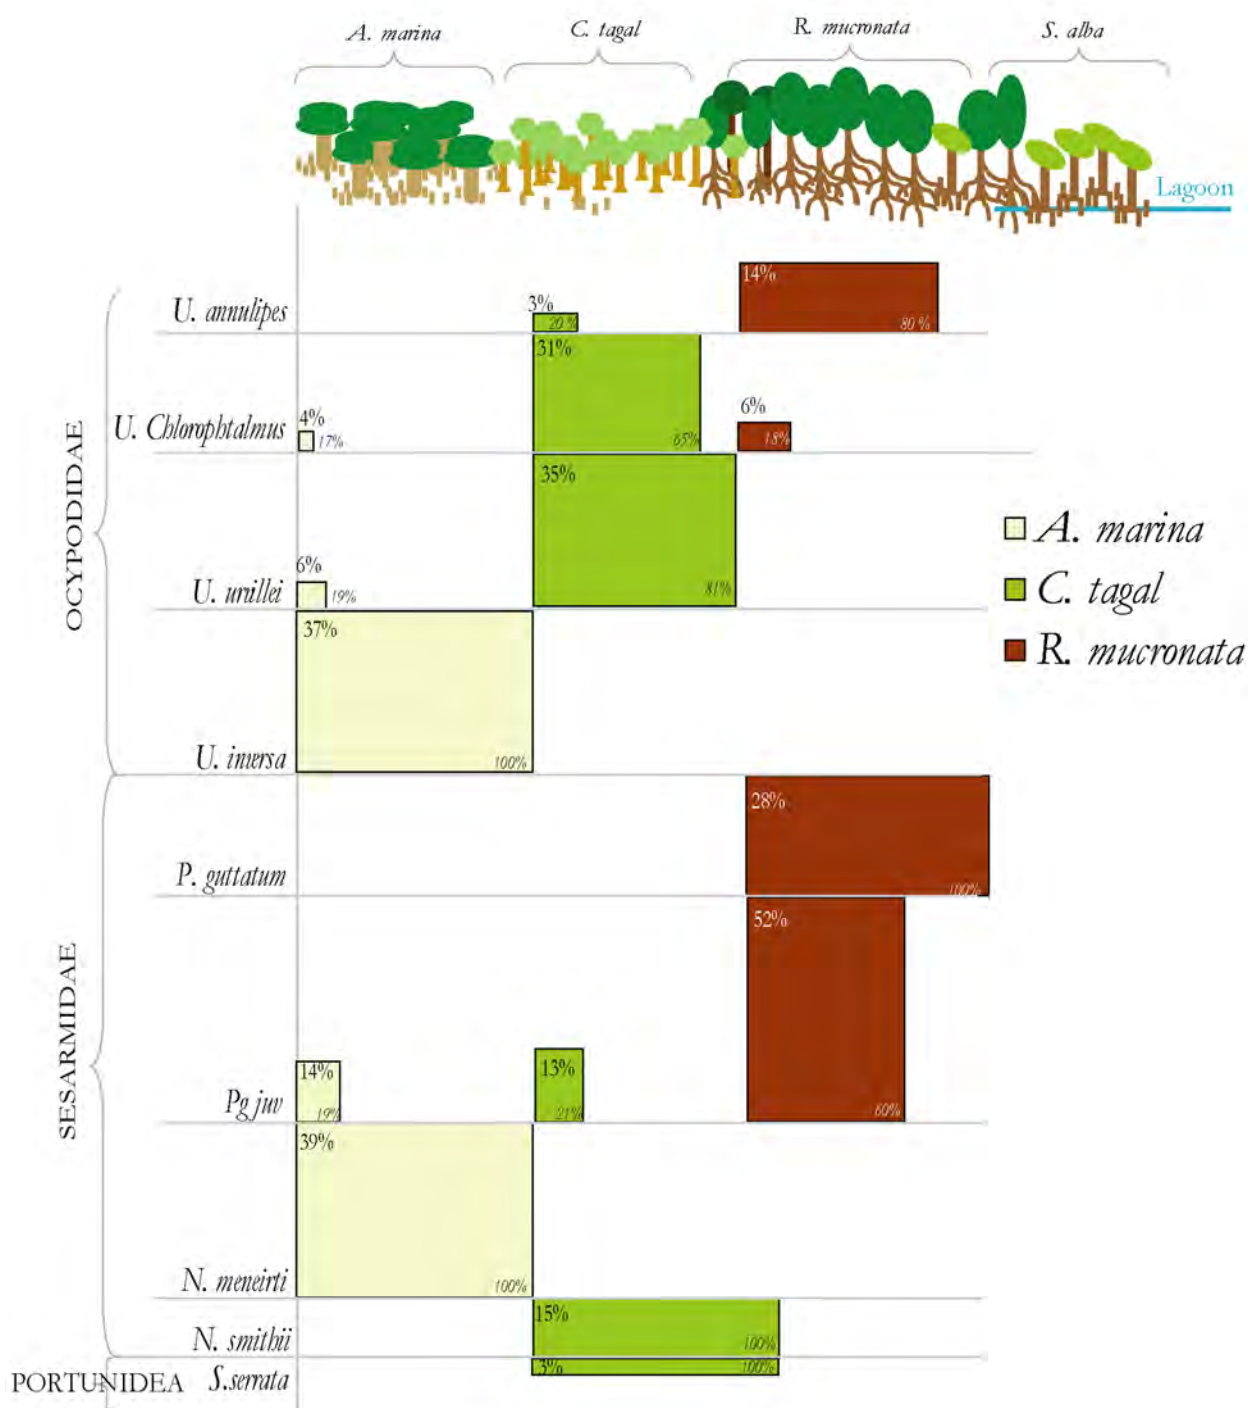 A. marina
C. tagal
R. mucronata
S. alba
Lagoon
OCYPODIDAE
U. annulipes
3%
20 %
14%
80 %
U. Chlorophtalmus
4%
17%
31%
65%
6%
18%
U. urvillei
6%
19%
35%
81%
U. inversa
37%
100%
A. marina
C. tagal
R. mucronata
SESARMIDAE
P. guttatum
28%
100%
Pg juv
14%
19%
13%
21%
52%
60%
N. meneirti
39%
100%
N. smithii
15%
100%
PORTUNIDEA
S.serrata
3%
100%